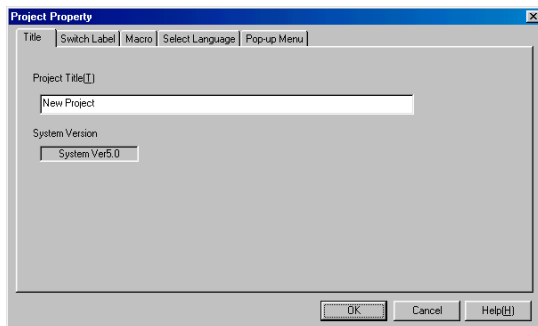 Project Property
Title Switch Label Macro Select Language Pop-up Menu
Project Title(T)
New Project
System Version
System Ver5.0
OK Cancel Help(H)